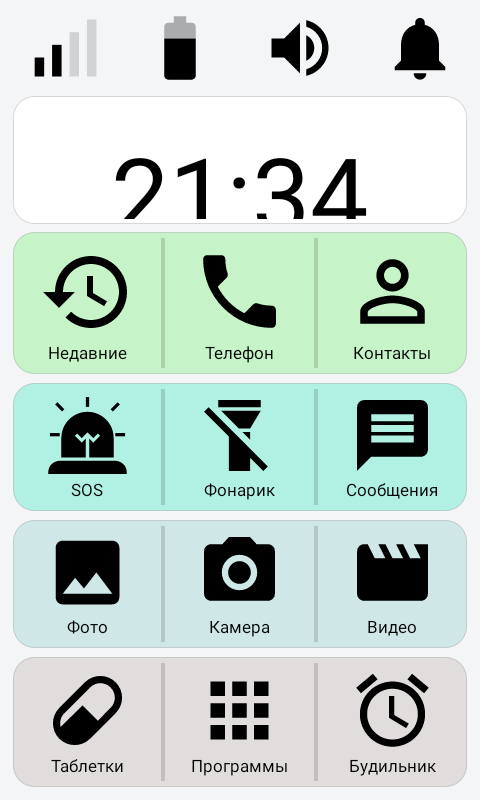 21:34
Недавние
Телефон
Контакты
SOS
Фонарик
Сообщения
Фото
Камера
Видео
Таблетки
Программы
Будильник